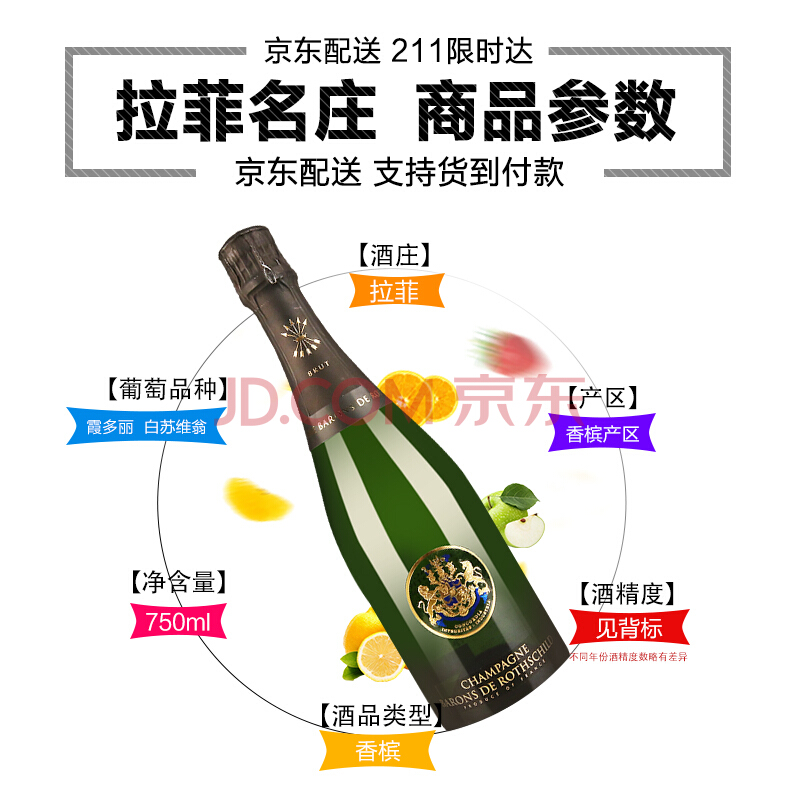 京东配送 211限时达
拉菲名庄 商品参数
京东配送 支持货到付款
【酒庄】
拉菲
【葡萄品种】
霞多丽 白苏维翁
【产区】
香槟产区
JD.COM 京东
BRUT
BARONS DE
【净含量】
750ml
【酒精度】
见背标
不同年份酒精度数略有差异
CONCORDIA
INTEGRITAS INDUSTRIA
CHAMPAGNE
BARONS DE ROTHSCHILD
PRODUCE OF FRANCE
【酒品类型】
香槟